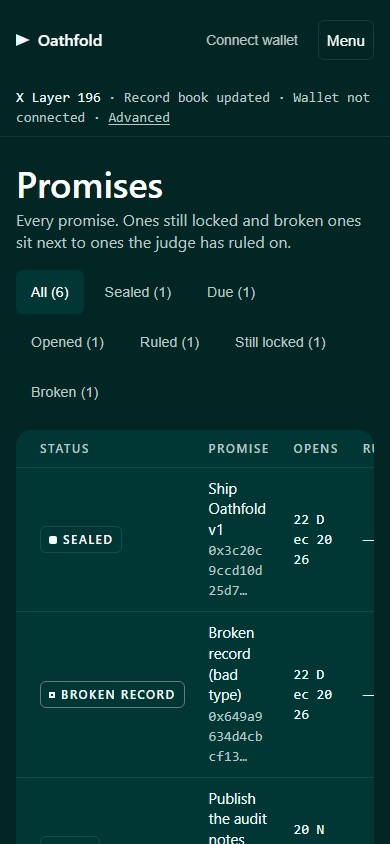 Oathfold Connect wallet Menu
X Layer 196 · Record book updated · Wallet not
connected · Advanced
Promises
Every promise. Ones still locked and broken ones
sit next to ones the judge has ruled on.
All (6) Sealed (1) Due (1)
Opened (1) Ruled (1) Still locked (1)
Broken (1)
STATUS PROMISE OPENS
SEALED
Ship
Oathfold
v1
0x3c20c
9ccd10d
25d7…
22 D
ec 20
26
—
BROKEN RECORD
Broken
record
(bad
type)
0x649a9
634d4cb
cf13…
22 D
ec 20
26
—
Publish
the audit
notes
20 N